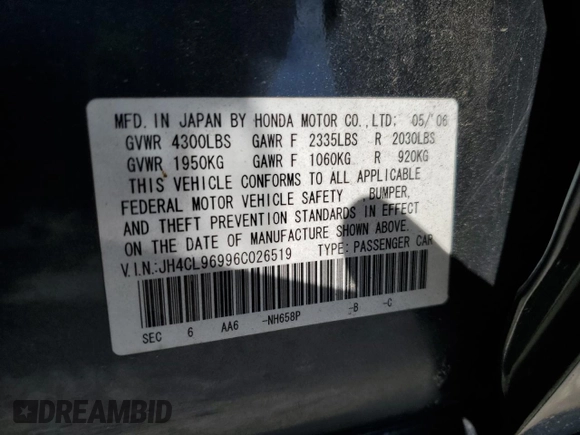 MFD. IN JAPAN BY HONDA MOTOR CO.,LTD: 05/'06
GVWR 4300LBS GAWR F 2335LBS R 2030LBS
GVWR 1950KG GAWR F 1060KG R 920KG
THIS VEHICLE CONFORMS TO ALL APPLICABLE
FEDERAL MOTOR VEHICLE SAFETY ,BUMPER,
AND THEFT PREVENTION STANDARDS IN EFFECT
ON THE DATE OF MANUFACTURE SHOWN ABOVE.
V.I.N.:JH4CL96996C026519 TYPE: PASSENGER CAR
SEC 6 AA6 -NH658P -B -C
DREAMBID